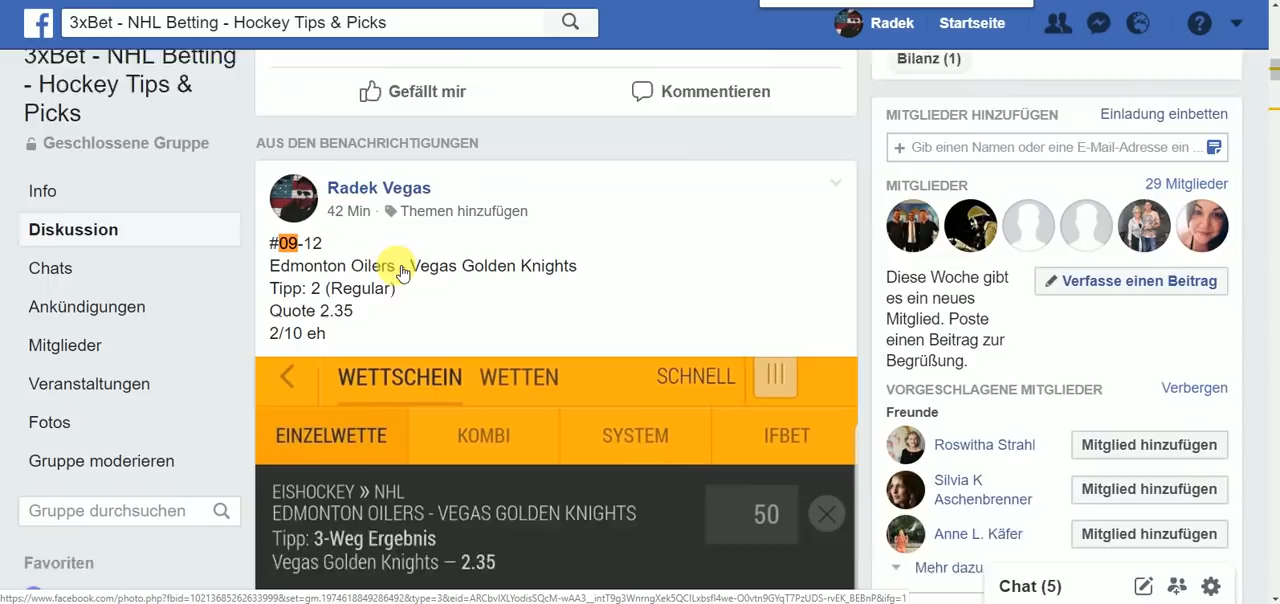 3xBet - NHL Betting - Hockey Tips & Picks
Radek
Startseite
3xBet - NHL Betting
- Hockey Tips &
Picks
Geschlossene Gruppe
Info
Diskussion
Chats
Ankündigungen
Mitglieder
Veranstaltungen
Fotos
Gruppe moderieren
Gruppe durchsuchen
Favoriten
Gefällt mir
Kommentieren
AUS DEN BENACHRICHTIGUNGEN
Radek Vegas
42 Min · Themen hinzufügen
#09-12
Edmonton Oilers - Vegas Golden Knights
Tipp: 2 (Regular)
Quote 2.35
2/10 eh
WETTSCHEIN WETTEN SCHNELL
EINZELWETTE KOMBI SYSTEM IFBET
EISHOCKEY » NHL
EDMONTON OILERS - VEGAS GOLDEN KNIGHTS
Tipp: 3-Weg Ergebnis
Vegas Golden Knights – 2.35
50
Bilanz (1)
MITGLIEDER HINZUFÜGEN Einladung einbetten
+ Gib einen Namen oder eine E-Mail-Adresse ein ...
MITGLIEDER 29 Mitglieder
Diese Woche gibt
es ein neues
Mitglied. Poste
einen Beitrag zur
Begrüßung.
Verfasse einen Beitrag
VORGESCHLAGENE MITGLIEDER Verbergen
Freunde
Roswitha Strahl Mitglied hinzufügen
Silvia K
Aschenbrenner Mitglied hinzufügen
Anne L. Käfer Mitglied hinzufügen
Mehr dazu
Chat (5)